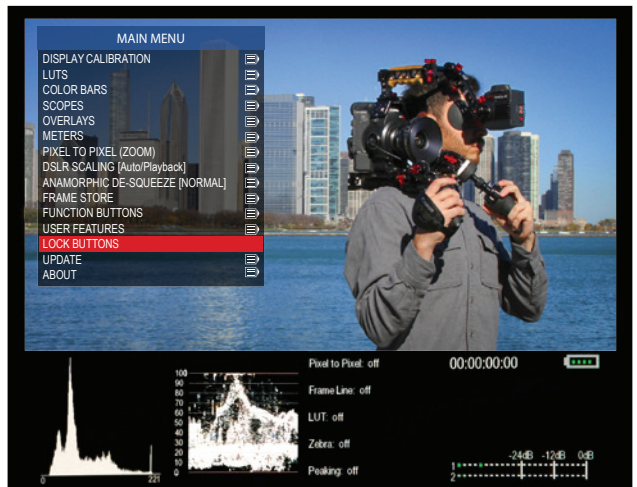 MAIN MENU
DISPLAY CALIBRATION
LUTS
COLOR BARS
SCOPES
OVERLAYS
METERS
PIXEL TO PIXEL (ZOOM)
DSLR SCALING [Auto/Playback]
ANAMORPHIC DE-SQUEEZE [NORMAL]
FRAME STORE
FUNCTION BUTTONS
USER FEATURES
LOCK BUTTONS
UPDATE
ABOUT
Pixel to Pixel: off
00:00:00:00
Frame Line: off
LUT: off
Zebra: off
Peaking: off
0
221
100
90
80
70
60
50
40
30
20
10
0
-24dB -12dB 0dB
1
2